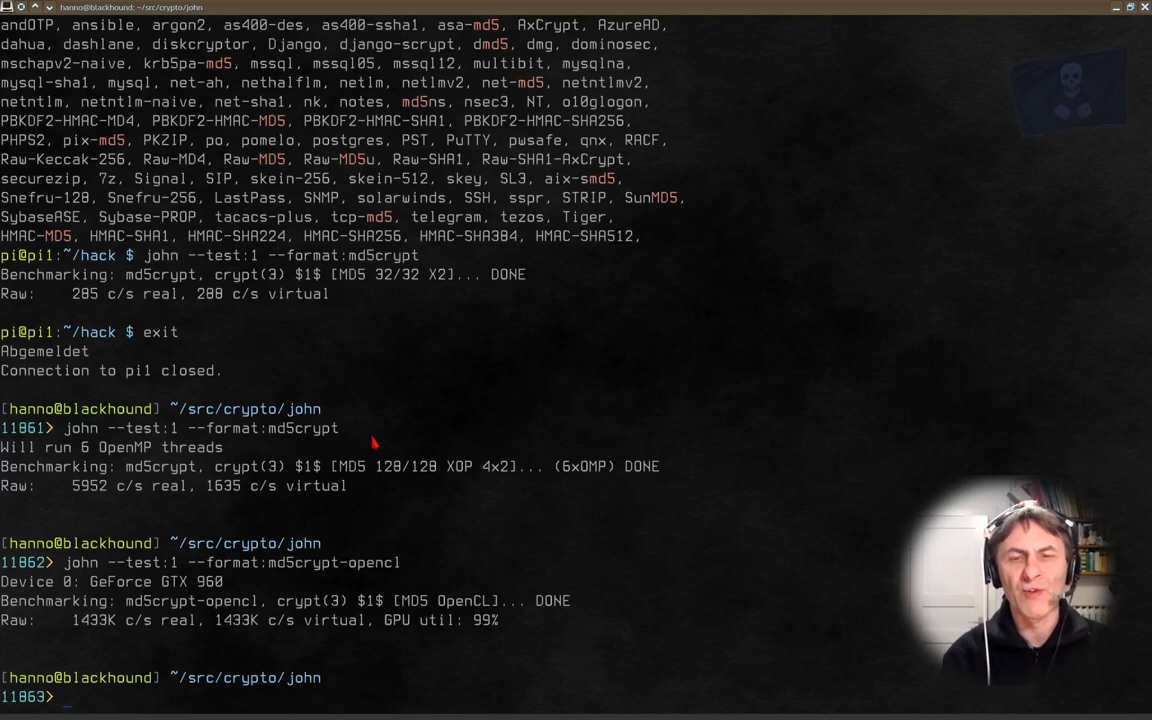 hanno@blackhound: ~/src/crypto/john
andOTP, ansible, argon2, as400-des, as400-ssha1, asa-md5, AxCrypt, AzureAD,
dahua, dashlane, diskcryptor, Django, django-scrypt, dmd5, dmg, dominosec,
mschapv2-naive, krb5pa-md5, mssql, mssql05, mssql12, multibit, mysqlna,
mysql-sha1, mysql, net-ah, nethalflm, netlm, netlmv2, net-md5, netntlmv2,
netntlm, netntlm-naive, net-sha1, nk, notes, md5ns, nsec3, NT, o10glogon,
PBKDF2-HMAC-MD4, PBKDF2-HMAC-MD5, PBKDF2-HMAC-SHA1, PBKDF2-HMAC-SHA256,
PHPS2, pix-md5, PKZIP, po, pomelo, postgres, PST, PuTTY, pwsafe, qnx, RACF,
Raw-Keccak-256, Raw-MD4, Raw-MD5, Raw-MD5u, Raw-SHA1, Raw-SHA1-AxCrypt,
securezip, 7z, Signal, SIP, skein-256, skein-512, skey, SL3, aix-smd5,
Snefru-128, Snefru-256, LastPass, SNMP, solarwinds, SSH, sspr, STRIP, SunMD5,
SybaseASE, Sybase-PROP, tacacs-plus, tcp-md5, telegram, tezos, Tiger,
HMAC-MD5, HMAC-SHA1, HMAC-SHA224, HMAC-SHA256, HMAC-SHA384, HMAC-SHA512,
pi@pi1:~/hack $ john --test:1 --format:md5crypt
Benchmarking: md5crypt, crypt(3) $1$ [MD5 32/32 X2]... DONE
Raw:    285 c/s real, 288 c/s virtual
pi@pi1:~/hack $ exit
Abgemeldet
Connection to pi1 closed.
[hanno@blackhound] ~/src/crypto/john
11861> john --test:1 --format:md5crypt
Will run 6 OpenMP threads
Benchmarking: md5crypt, crypt(3) $1$ [MD5 128/128 XOP 4x2]... (6xOMP) DONE
Raw:    5952 c/s real, 1635 c/s virtual
[hanno@blackhound] ~/src/crypto/john
11862> john --test:1 --format:md5crypt-opencl
Device 0: GeForce GTX 960
Benchmarking: md5crypt-opencl, crypt(3) $1$ [MD5 OpenCL]... DONE
Raw:    1433K c/s real, 1433K c/s virtual, GPU util: 99%
[hanno@blackhound] ~/src/crypto/john
11863> _